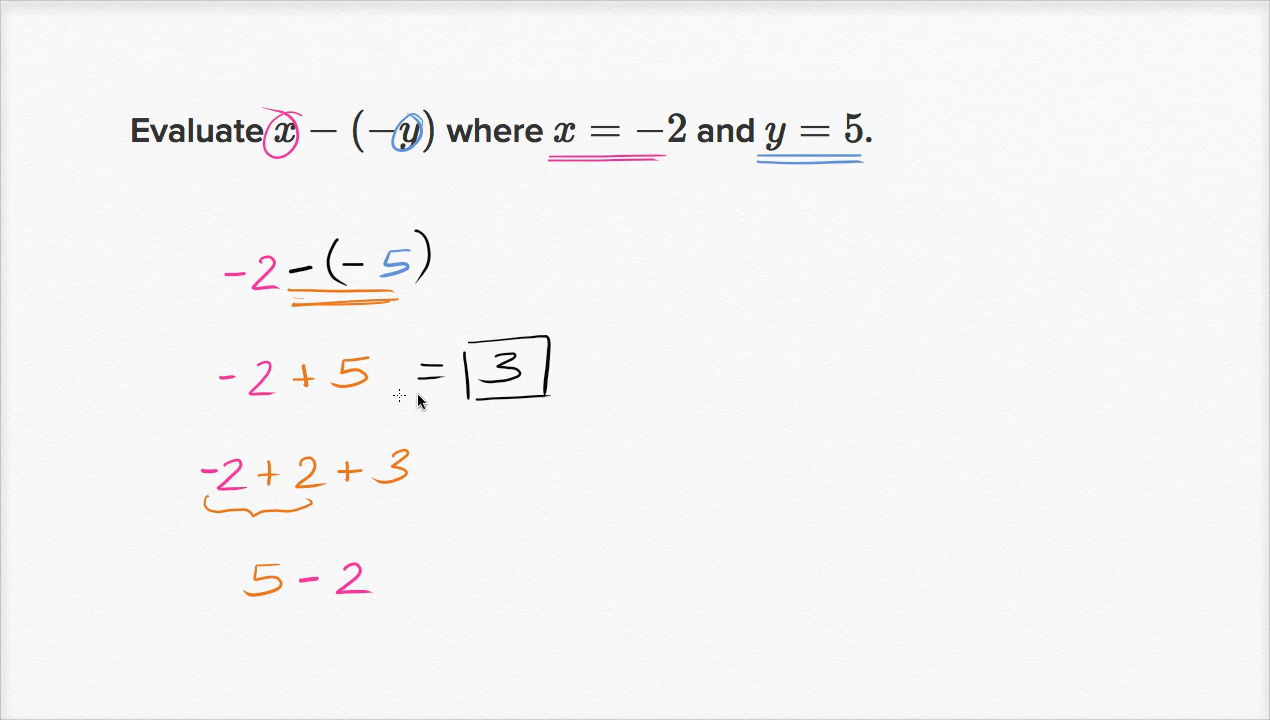 Evaluate x − (−y) where x = −2 and y = 5.
-2 - (- 5)
-2 + 5 = 3
-2 + 2 + 3
5 - 2